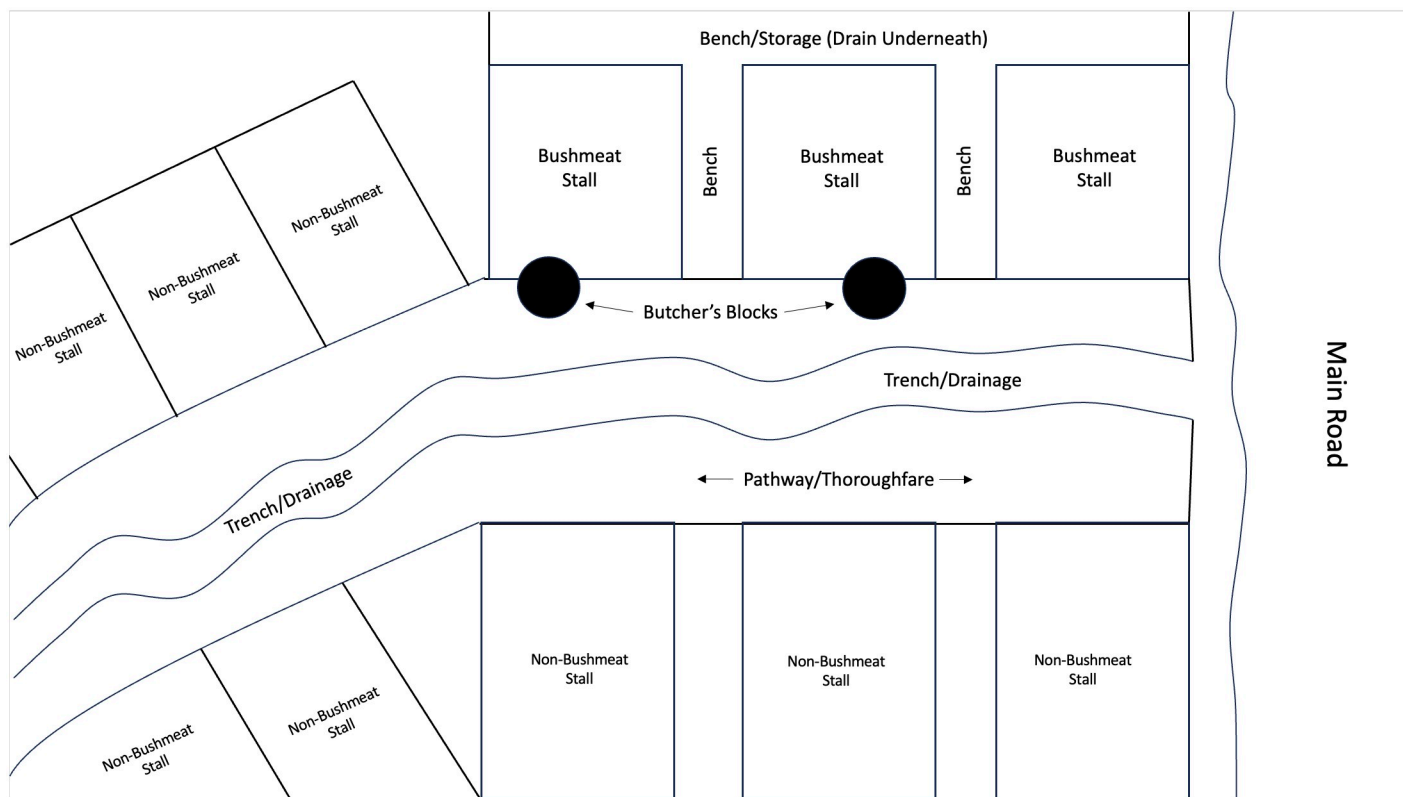 Bench/Storage (Drain Underneath)
Bushmeat
Stall
Bench
Bushmeat
Stall
Bench
Bushmeat
Stall
Non-Bushmeat
Stall
Non-Bushmeat
Stall
Non-Bushmeat
Stall
Butcher’s Blocks
Trench/Drainage
Main Road
Trench/Drainage
Pathway/Thoroughfare
Non-Bushmeat
Stall
Non-Bushmeat
Stall
Non-Bushmeat
Stall
Non-Bushmeat
Stall
Non-Bushmeat
Stall